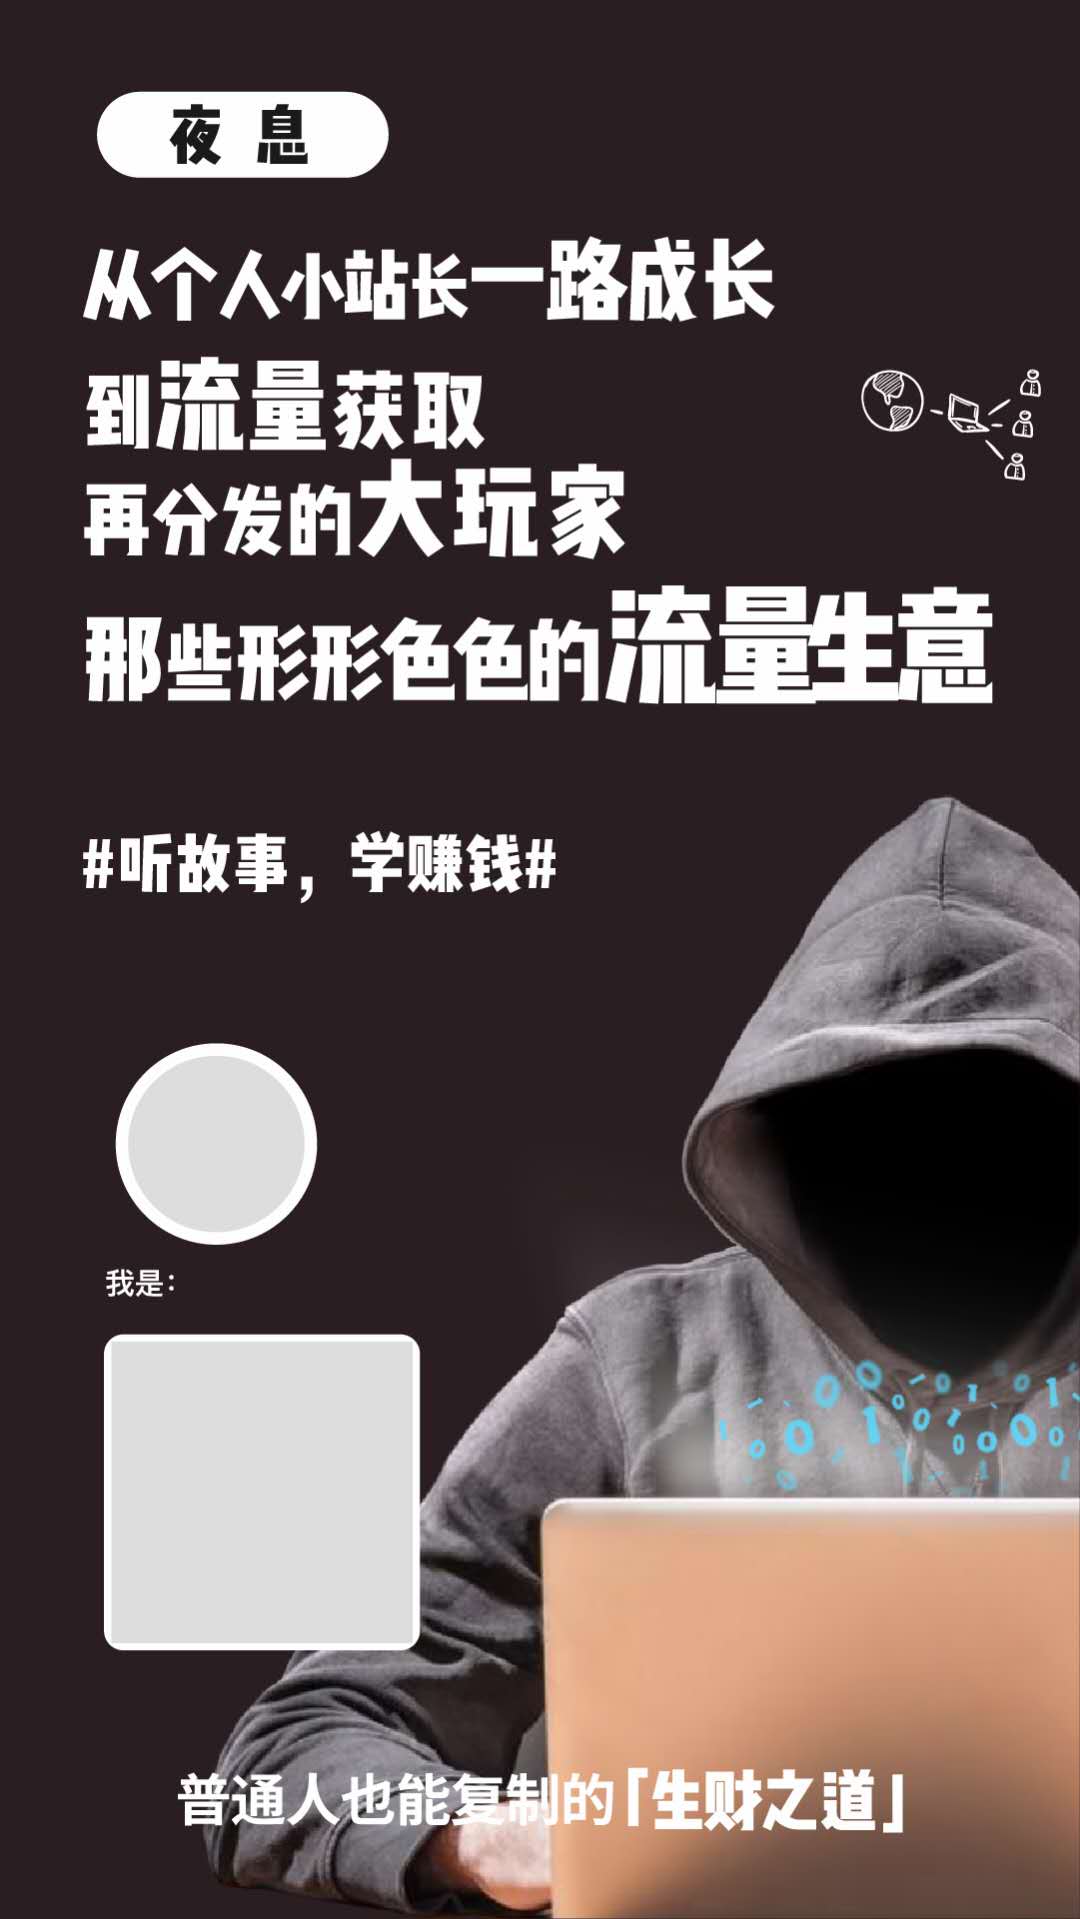 夜 息
从个人小站长一路成长
到流量获取
再分发的大玩家
那些形形色色的流量生意
#听故事，学赚钱#
我是：
普通人也能复制的「生财之道」